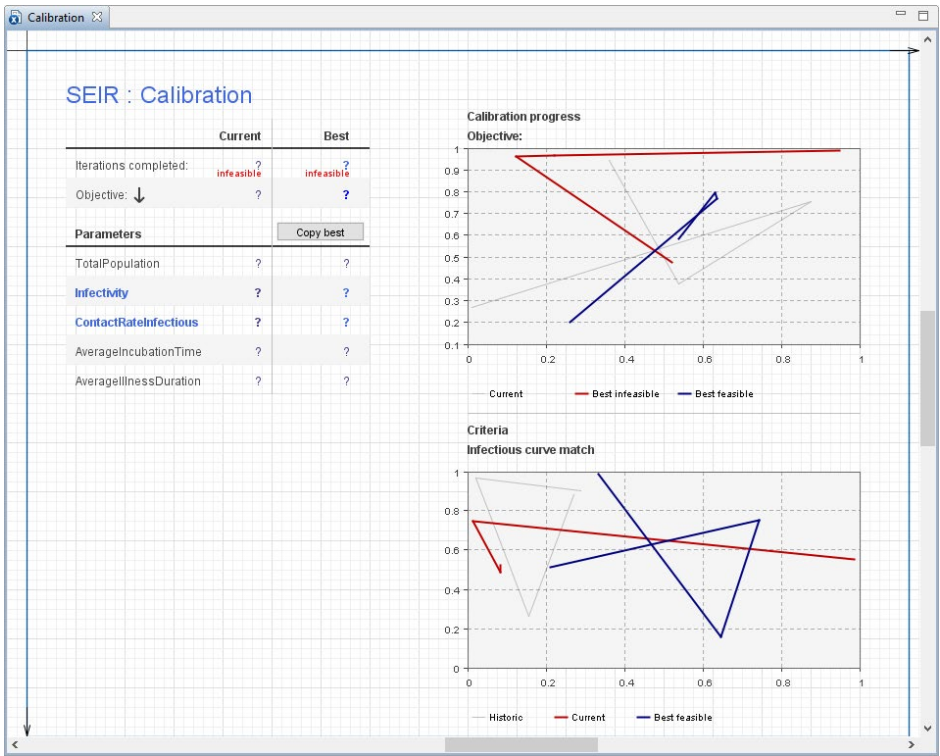 Calibration
SEIR : Calibration
Current Best
Iterations completed: ? ?
infeasible infeasible
Objective: ? ?
Parameters Copy best
TotalPopulation ? ?
Infectivity ? ?
ContactRateInfectious ? ?
AverageIncubationTime ? ?
AverageIllnessDuration ? ?
Calibration progress
Objective:
1
0.9
0.8
0.7
0.6
0.5
0.4
0.3
0.2
0.1
0 0.2 0.4 0.6 0.8 1
Current Best infeasible Best feasible
Criteria
Infectious curve match
1
0.8
0.6
0.4
0.2
0
0 0.2 0.4 0.6 0.8 1
Historic Current Best feasible